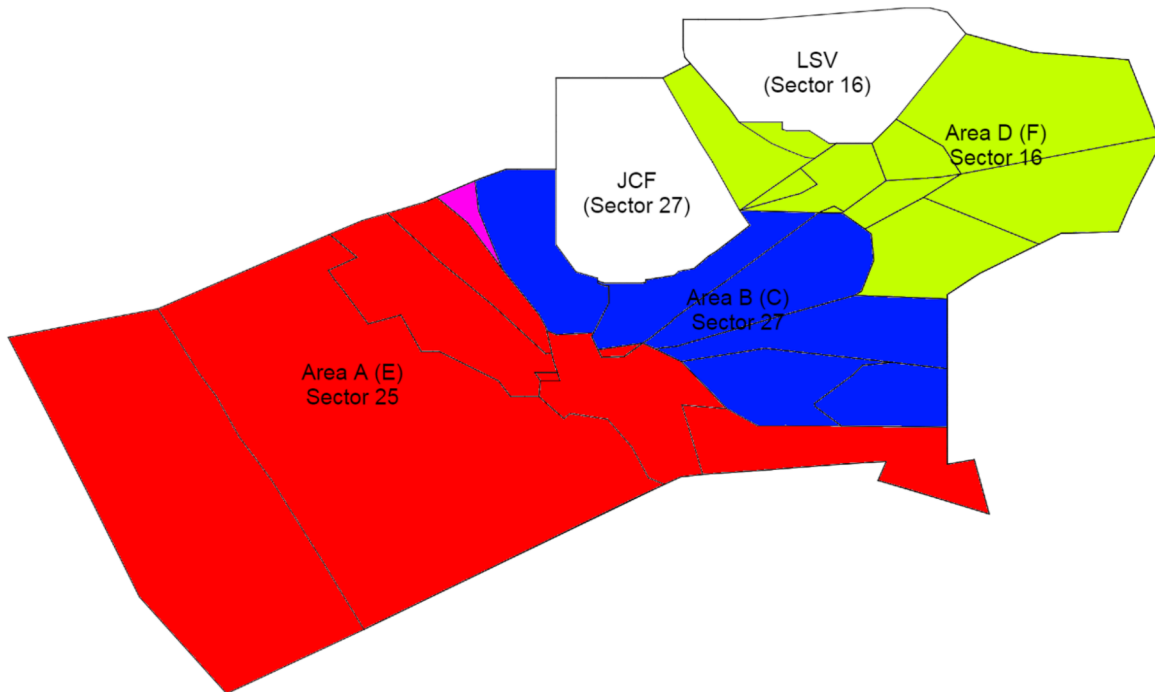 LSV
(Sector 16)
Area D (F)
Sector 16
JCF
(Sector 27)
Area B (C)
Sector 27
Area A (E)
Sector 25